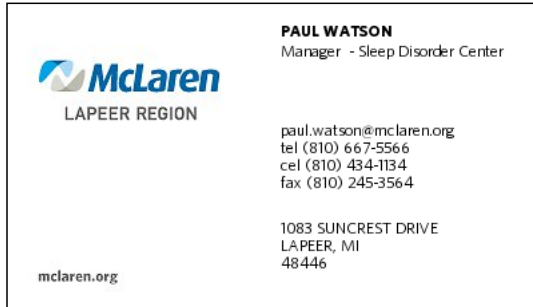 McLaren
LAPEER REGION
mclaren.org
PAUL WATSON
Manager - Sleep Disorder Center
paul.watson@mclaren.org
tel (810) 667-5566
cel (810) 434-1134
fax (810) 245-3564
1083 SUNCREST DRIVE
LAPEER, MI
48446